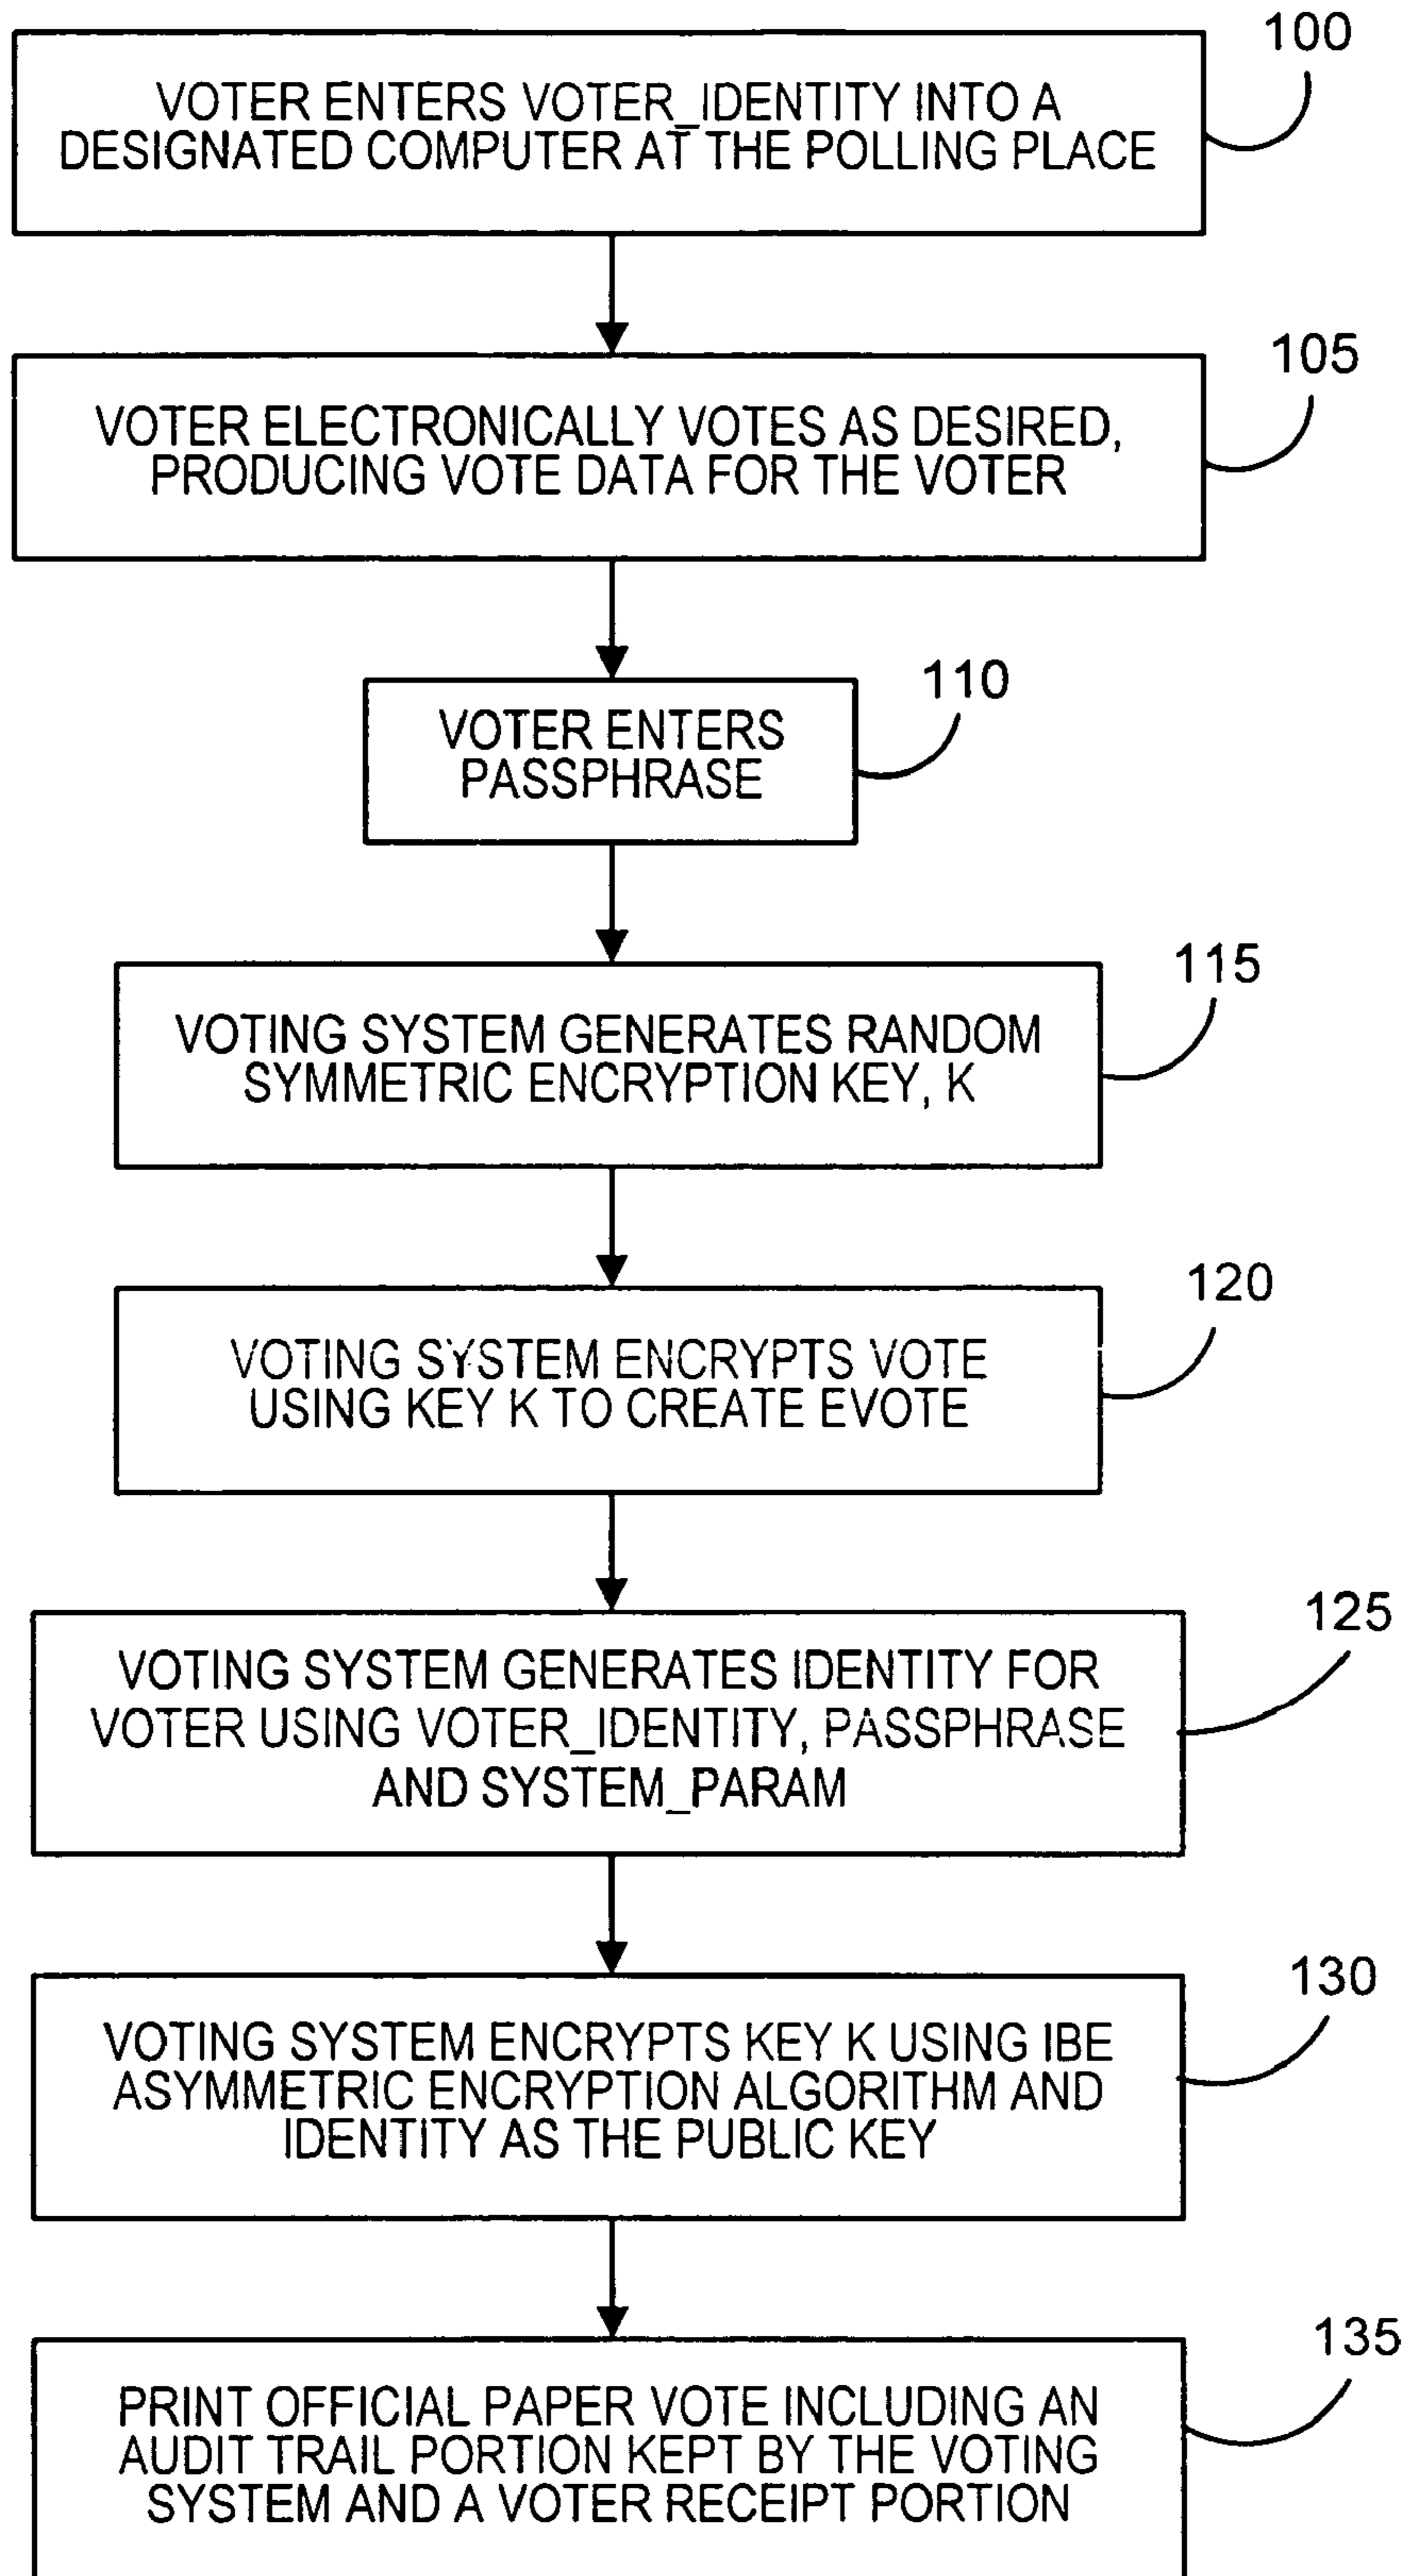 100
VOTER ENTERS VOTER_IDENTITY INTO A
DESIGNATED COMPUTER AT THE POLLING PLACE
105
VOTER ELECTRONICALLY VOTES AS DESIRED,
PRODUCING VOTE DATA FOR THE VOTER
110
VOTER ENTERS
PASSPHRASE
115
VOTING SYSTEM GENERATES RANDOM
SYMMETRIC ENCRYPTION KEY, K
120
VOTING SYSTEM ENCRYPTS VOTE
USING KEY K TO CREATE EVOTE
125
VOTING SYSTEM GENERATES IDENTITY FOR
VOTER USING VOTER_IDENTITY, PASSPHRASE
AND SYSTEM_PARAM
130
VOTING SYSTEM ENCRYPTS KEY K USING IBE
ASYMMETRIC ENCRYPTION ALGORITHM AND
IDENTITY AS THE PUBLIC KEY
135
PRINT OFFICIAL PAPER VOTE INCLUDING AN
AUDIT TRAIL PORTION KEPT BY THE VOTING
SYSTEM AND A VOTER RECEIPT PORTION